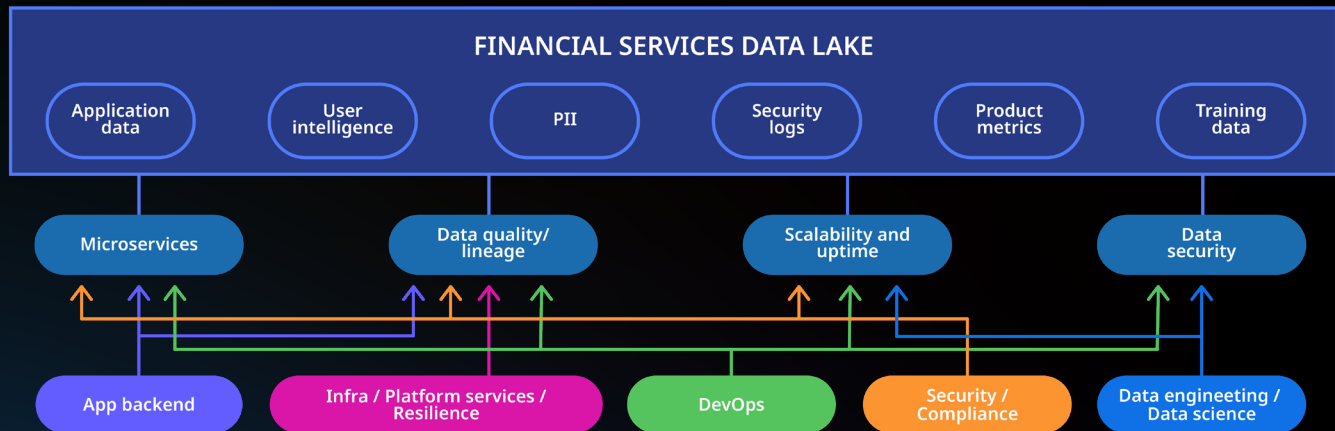 FINANCIAL SERVICES DATA LAKE
Application
data
User
intelligence
PII
Security
logs
Product
metrics
Training
data
Microservices
Data quality/
lineage
Scalability and
uptime
Data
security
App backend
Infra / Platform services /
Resilience
DevOps
Security /
Compliance
Data engineering /
Data science